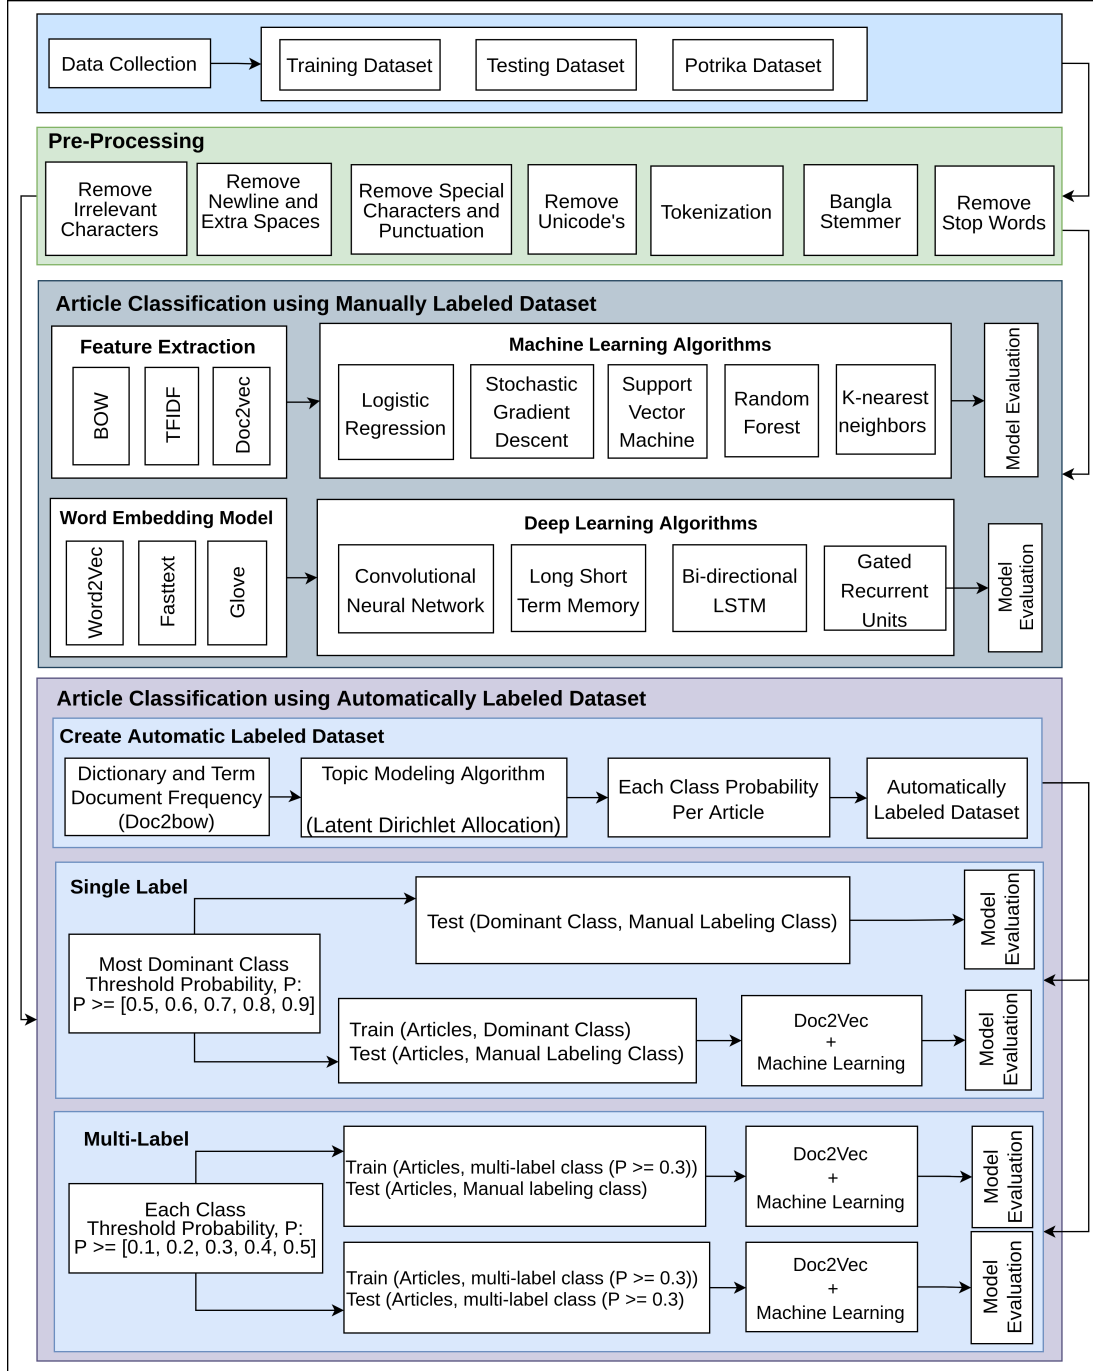 Data Collection
Training Dataset
Testing Dataset
Potrika Dataset
Pre-Processing
Remove
Irrelevant
Characters
Remove
Newline and
Extra Spaces
Remove Special
Characters and
Punctuation
Remove
Unicode's
Tokenization
Bangla
Stemmer
Remove
Stop Words
Article Classification using Manually Labeled Dataset
Feature Extraction
BOW
TFIDF
Doc2vec
Machine Learning Algorithms
Logistic
Regression
Stochastic
Gradient
Descent
Support
Vector
Machine
Random
Forest
K-nearest
neighbors
Model Evaluation
Word Embedding Model
Word2Vec
Fasttext
Glove
Deep Learning Algorithms
Convolutional
Neural Network
Long Short
Term Memory
Bi-directional
LSTM
Gated
Recurrent
Units
Model
Evaluation
Article Classification using Automatically Labeled Dataset
Create Automatic Labeled Dataset
Dictionary and Term
Document Frequency
(Doc2bow)
Topic Modeling Algorithm
(Latent Dirichlet Allocation)
Each Class Probability
Per Article
Automatically
Labeled Dataset
Single Label
Most Dominant Class
Threshold Probability, P:
P >= [0.5, 0.6, 0.7, 0.8, 0.9]
Test (Dominant Class, Manual Labeling Class)
Model
Evaluation
Train (Articles, Dominant Class)
Test (Articles, Manual Labeling Class)
Doc2Vec
+
Machine Learning
Model
Evaluation
Multi-Label
Each Class
Threshold Probability, P:
P >= [0.1, 0.2, 0.3, 0.4, 0.5]
Train (Articles, multi-label class (P >= 0.3))
Test (Articles, Manual labeling class)
Doc2Vec
+
Machine Learning
Model
Evaluation
Train (Articles, multi-label class (P >= 0.3))
Test (Articles, multi-label class (P >= 0.3)
Doc2Vec
+
Machine Learning
Model
Evaluation